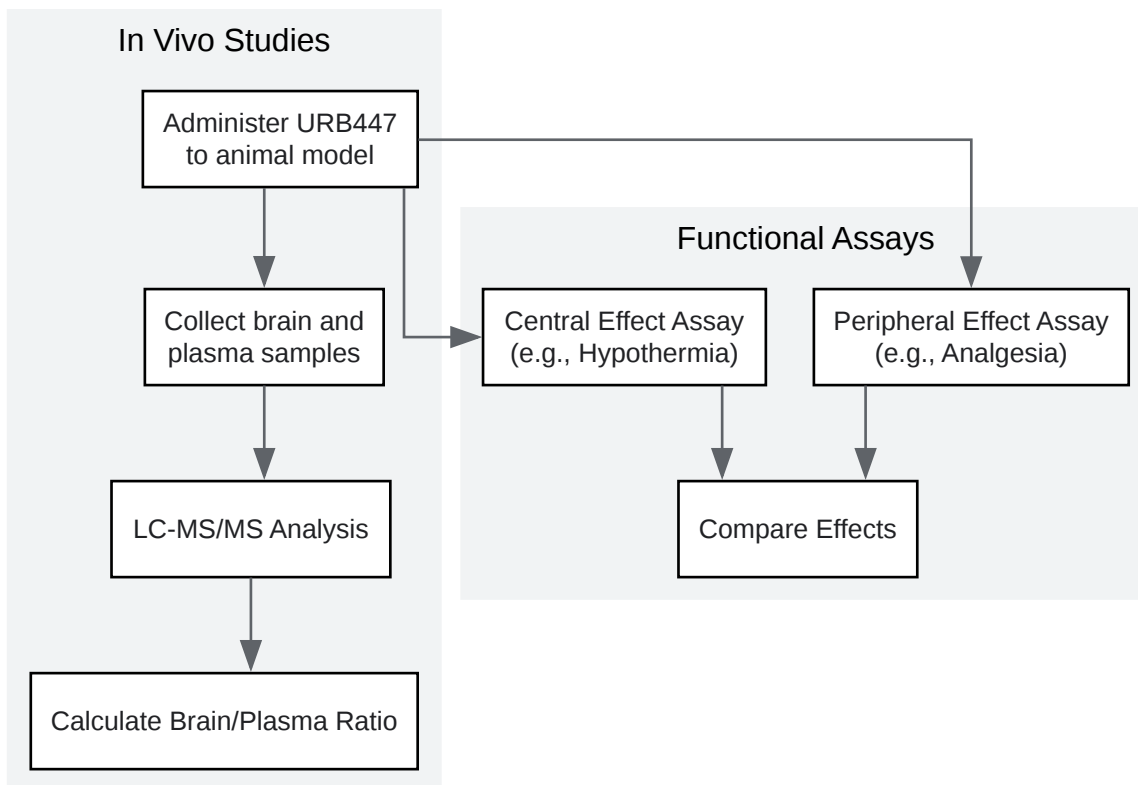 In Vivo Studies
Administer URB447
to animal model
Collect brain and
plasma samples
LC-MS/MS Analysis
Calculate Brain/Plasma Ratio
Functional Assays
Central Effect Assay
(e.g., Hypothermia)
Peripheral Effect Assay
(e.g., Analgesia)
Compare Effects